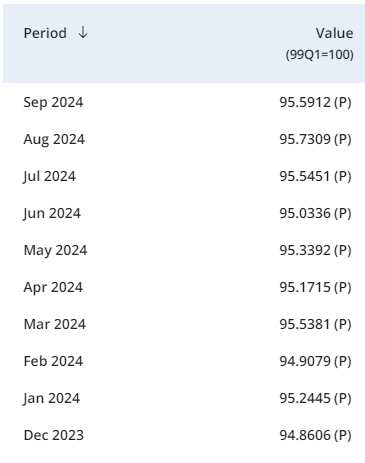 Period ↓ Value
(99Q1=100)
Sep 2024 95.5912 (P)
Aug 2024 95.7309 (P)
Jul 2024 95.5451 (P)
Jun 2024 95.0336 (P)
May 2024 95.3392 (P)
Apr 2024 95.1715 (P)
Mar 2024 95.5381 (P)
Feb 2024 94.9079 (P)
Jan 2024 95.2445 (P)
Dec 2023 94.8606 (P)